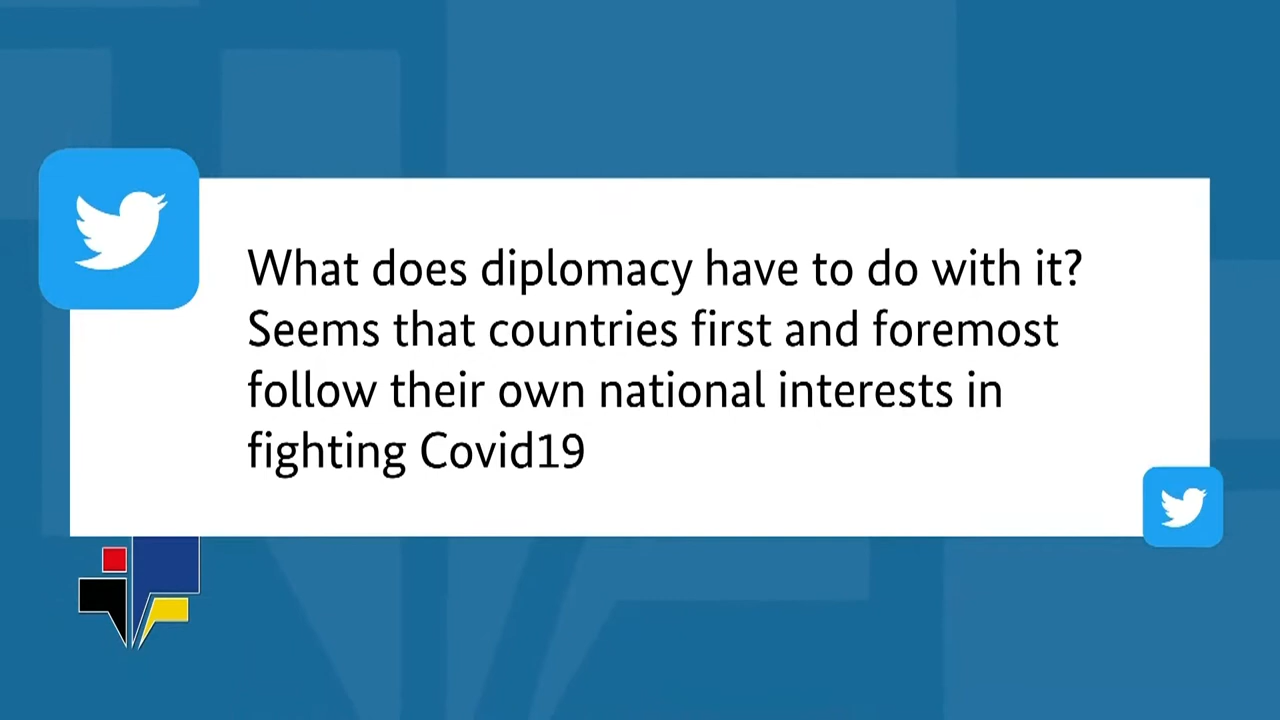 What does diplomacy have to do with it?
Seems that countries first and foremost
follow their own national interests in
fighting Covid19